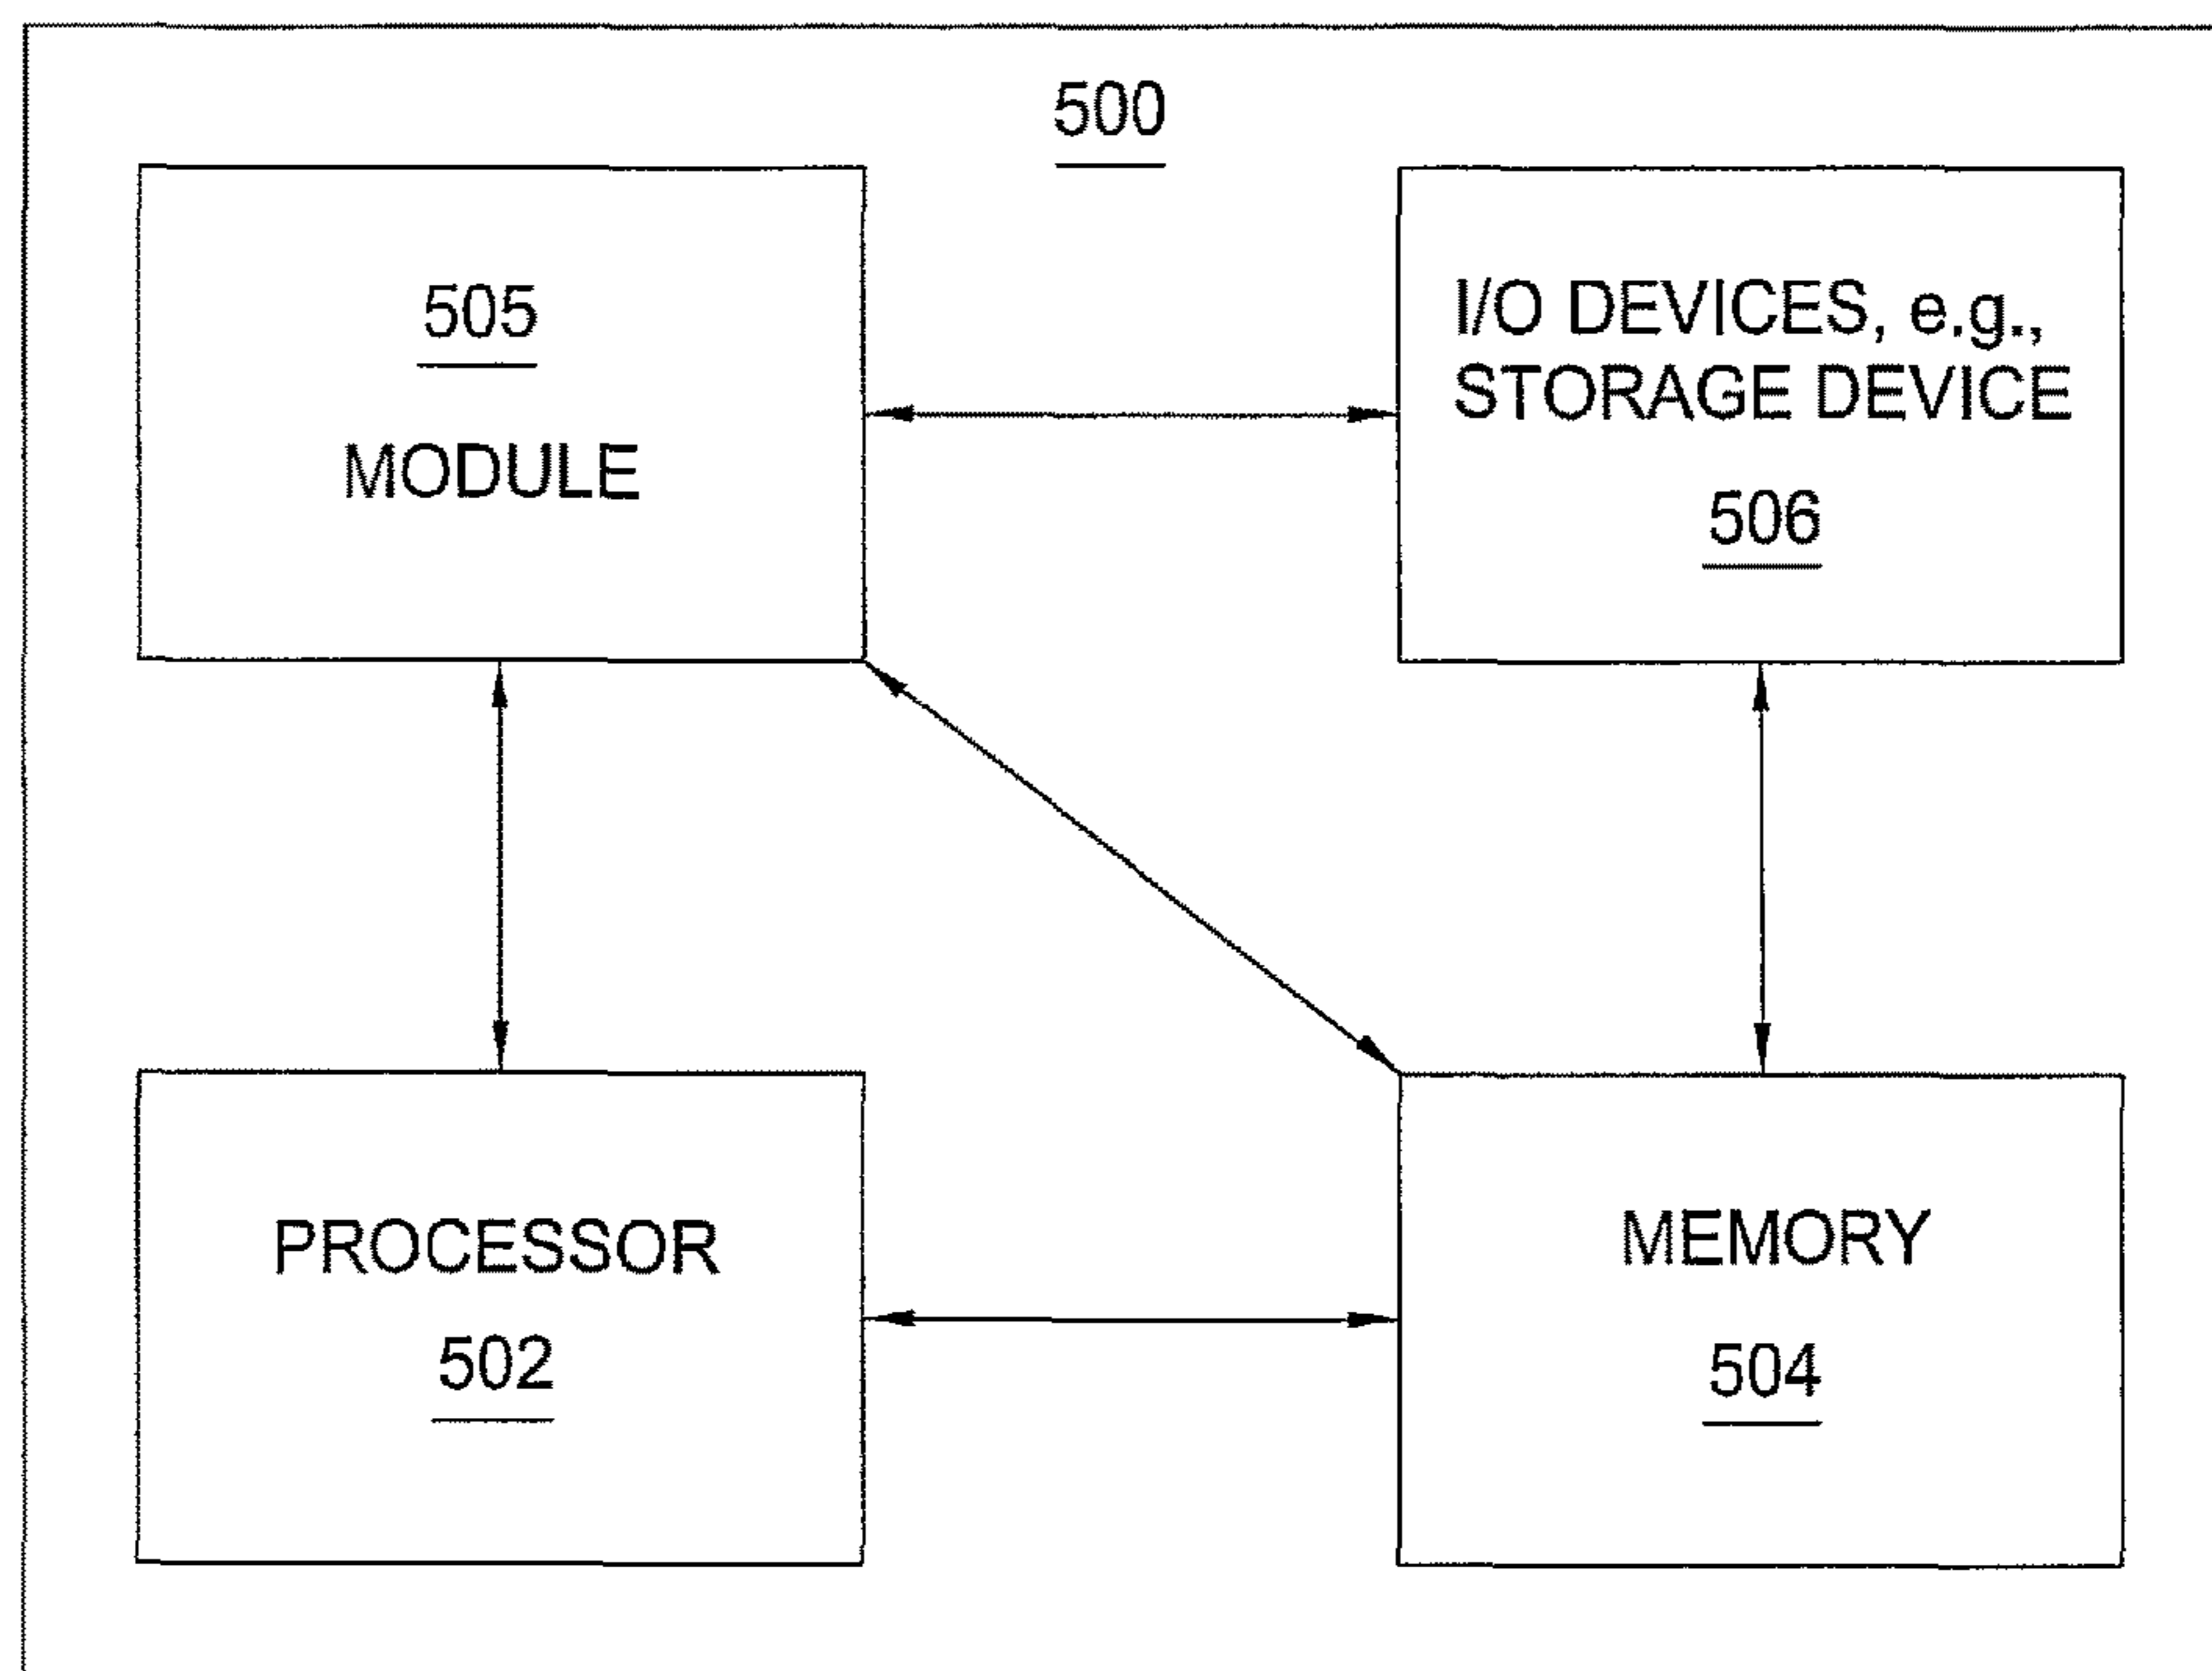 500
505
MODULE
I/O DEVICES, e.g.,
STORAGE DEVICE
506
PROCESSOR
502
MEMORY
504